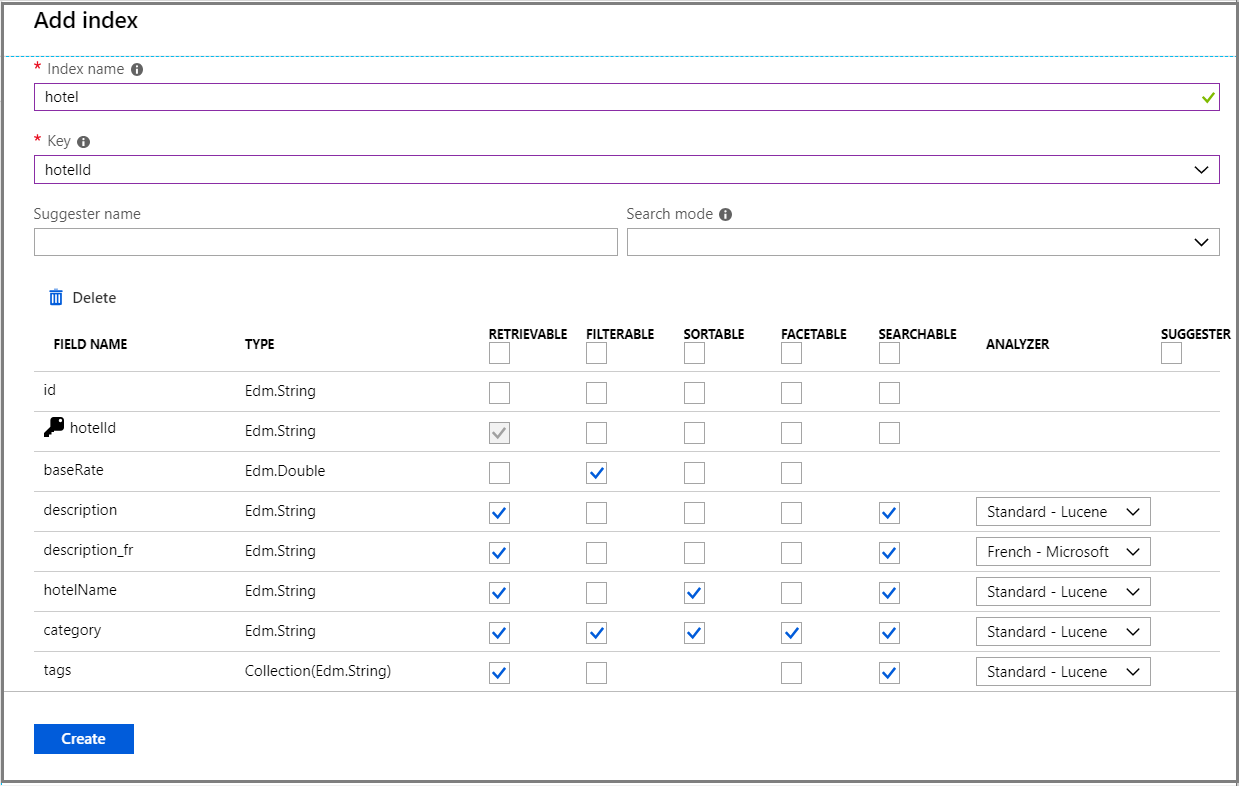 Add index
* Index name
hotel
* Key
hotelId
Suggester name Search mode
Delete
FIELD NAME TYPE RETRIEVABLE FILTERABLE SORTABLE FACETABLE SEARCHABLE ANALYZER SUGGESTER
id Edm.String
hotelId Edm.String
baseRate Edm.Double
description Edm.String Standard - Lucene
description_fr Edm.String French - Microsoft
hotelName Edm.String Standard - Lucene
category Edm.String Standard - Lucene
tags Collection(Edm.String) Standard - Lucene
Create